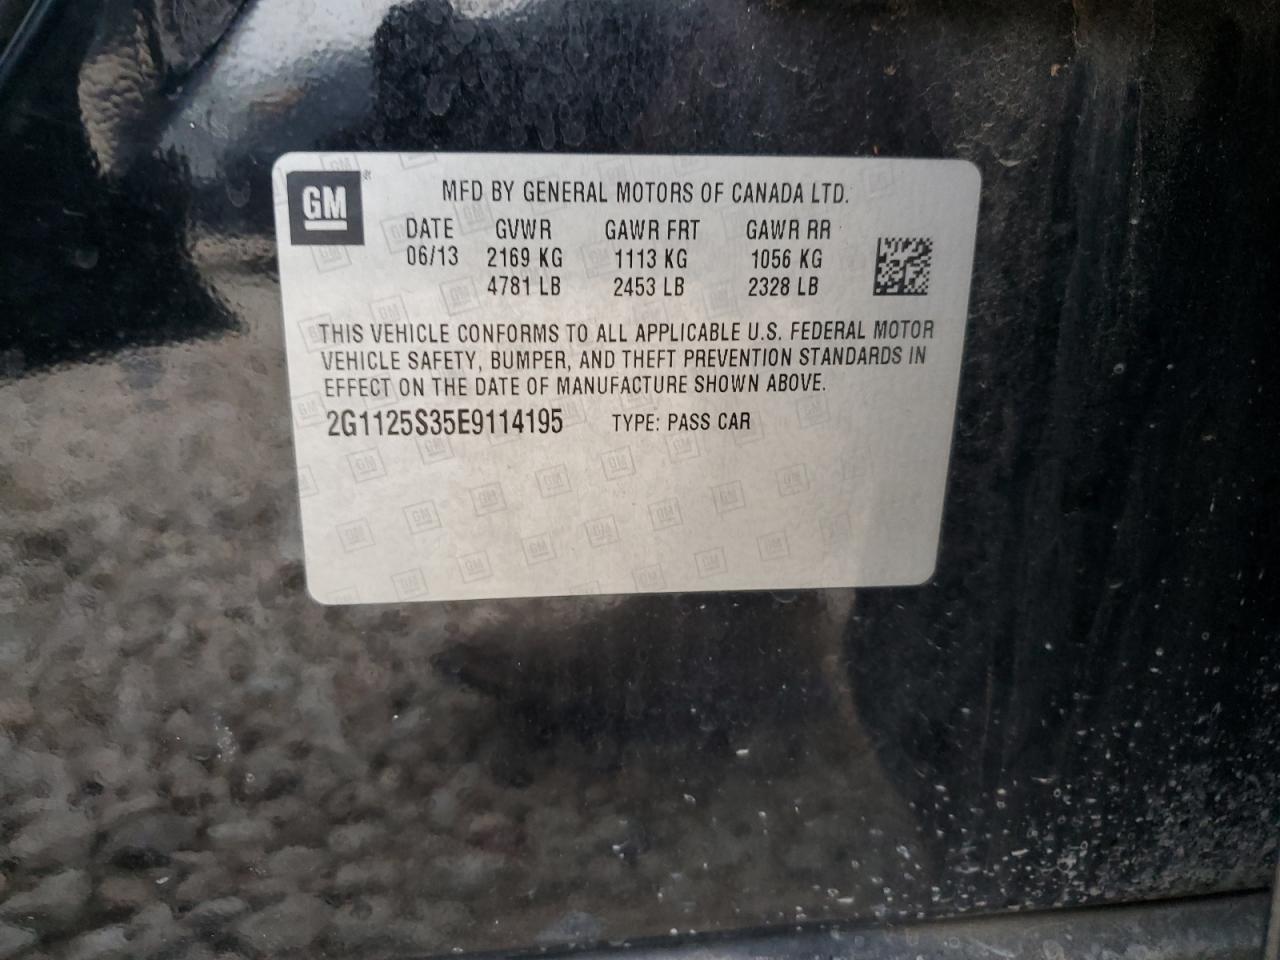 GM
MFD BY GENERAL MOTORS OF CANADA LTD.
DATE GVWR GAWR FRT GAWR RR
06/13 2169 KG 1113 KG 1056 KG
4781 LB 2453 LB 2328 LB
THIS VEHICLE CONFORMS TO ALL APPLICABLE U.S. FEDERAL MOTOR
VEHICLE SAFETY, BUMPER, AND THEFT PREVENTION STANDARDS IN
EFFECT ON THE DATE OF MANUFACTURE SHOWN ABOVE.
2G1125S35E9114195 TYPE: PASS CAR